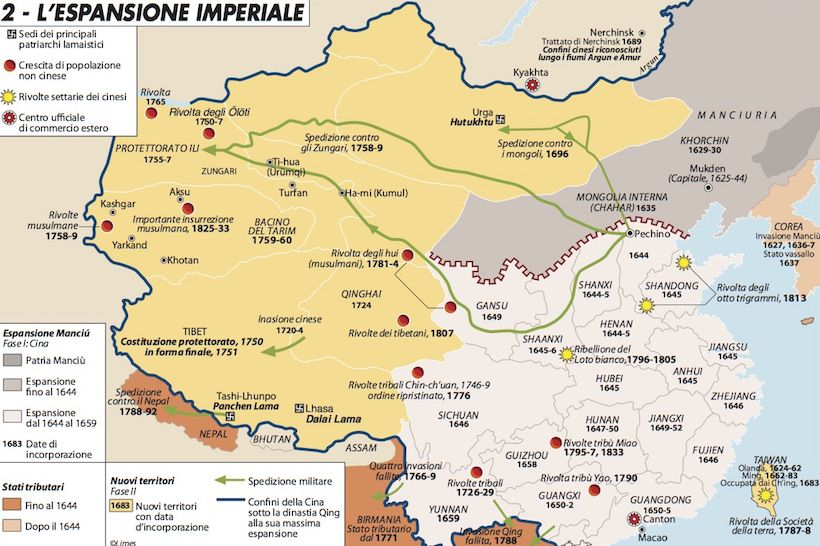 2 - L'ESPANSIONE IMPERIALE
Sedi dei principali
patriarchi lamaistici
Crescita di popolazione
non cinese
Rivolte settarie dei cinesi
Centro ufficiale
di commercio estero
Nerchinsk
Trattato di Nerchinsk 1689
Confini cinesi riconosciuti
lungo i fiumi Argun e Amur
Argun
Kyakhta
Rivolta
1765
Rivolta degli Ölöti
1750-7
PROTETTORATO ILI
1755-7
ZUNGARI
Spedizione contro
gli Zungari, 1758-9
Urga
Hutukhtu
Spedizione contro
i mongoli, 1696
MANCIURIA
KHORCHIN
1629-30
Mukden
(Capitale, 1625-44)
MONGOLIA INTERNA
(CHAHAR) 1635
Ti-hua
(Ürümqi)
Turfan
Ha-mi (Kumul)
Aksu
Kashgar
Importante insurrezione
musulmana, 1825-33
Rivolte
musulmane
1758-9
Yarkand
Khotan
BACINO
DEL TARIM
1759-60
Pechino
1644
COREA
Invasione Manciù
1627, 1636-7
Stato vassallo
1637
Rivolta degli hui
(musulmani), 1781-4
QINGHAI
1724
GANSU
1649
SHANXI
1644-5
SHANDONG
1645
Rivolta degli
otto trigrammi, 1813
HENAN
1644-5
Rivolte dei tibetani, 1807
SHAANXI
1645-6
Ribellione del
Loto bianco, 1796-1805
JIANGSU
1645
ANHUI
1645
HUBEI
1645
ZHEJIANG
1646
TIBET
Costituzione protettorato, 1750
in forma finale, 1751
Inasione cinese
1720-4
Rivolte tribali Chin-ch'uan, 1746-9
ordine ripristinato, 1776
SICHUAN
1646
HUNAN
1647-50
JIANGXI
1649-52
FUJIEN
1646
Tashi-Lhunpo
Panchen Lama
Lhasa
Dalai Lama
Spedizione
contro il Nepal
1788-92
NEPAL
BHUTAN
ASSAM
GUIZHOU
1658
Rivolte tribù Miao
1795-7, 1833
Rivolta tribù Yao, 1790
Rivolte tribali
1726-29
GUANGXI
1650-2
GUANGDONG
1650-5
Canton
Macao
YUNNAN
1659
Quattro invasioni
fallite, 1766-9
BIRMANIA
Stato tributario
dal 1771
Invasione Qing
fallita, 1788
TAIWAN
Olanda, 1624-62
Ming, 1662-83
Occupata dai Ch'ing, 1683
Rivolta della Società
della terra, 1787-8
Espansione Manciú
Fase I: Cina
Patria Manciù
Espansione
fino al 1644
Espansione
dal 1644 al 1659
1683 Date di
incorporazione
Stati tributari
Fino al 1644
Dopo il 1644
Nuovi territori
Fase II
1683 Nuovi territori
con data
d'incorporazione
Spedizione militare
Confini della Cina
sotto la dinastia Qing
alla sua massima
espansione
©Limes